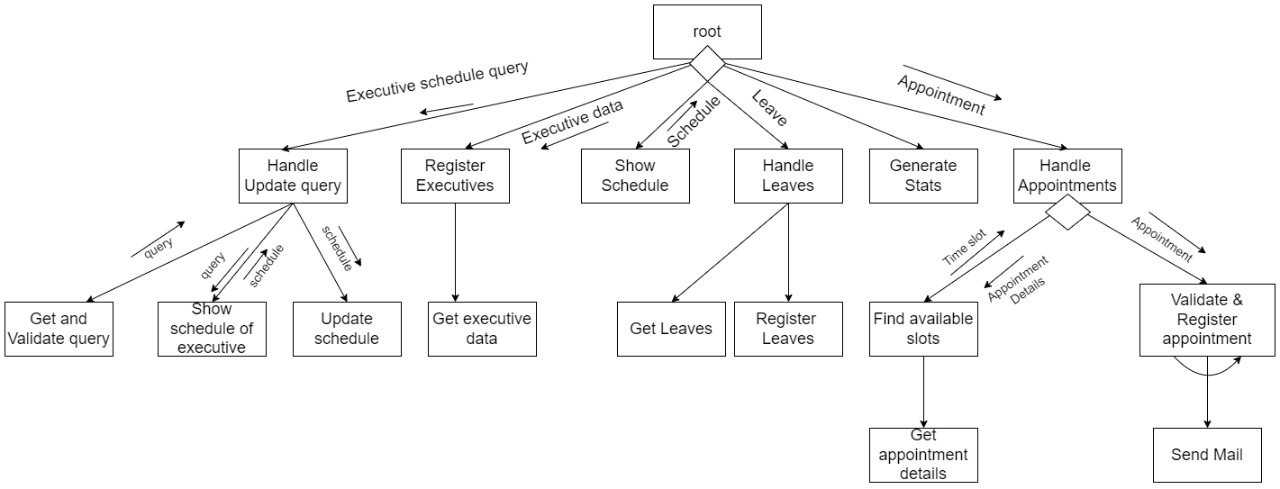 root
Executive schedule query
Executive data
Schedule
Leave
Appointment
Handle
Update query
Register
Executives
Show
Schedule
Handle
Leaves
Generate
Stats
Handle
Appointments
query
query
schedule
schedule
Time slot
Appointment
Details
Appointment
Get and
Validate query
Show
schedule of
executive
Update
schedule
Get executive
data
Get Leaves
Register
Leaves
Find available
slots
Validate &
Register
appointment
Get
appointment
details
Send Mail